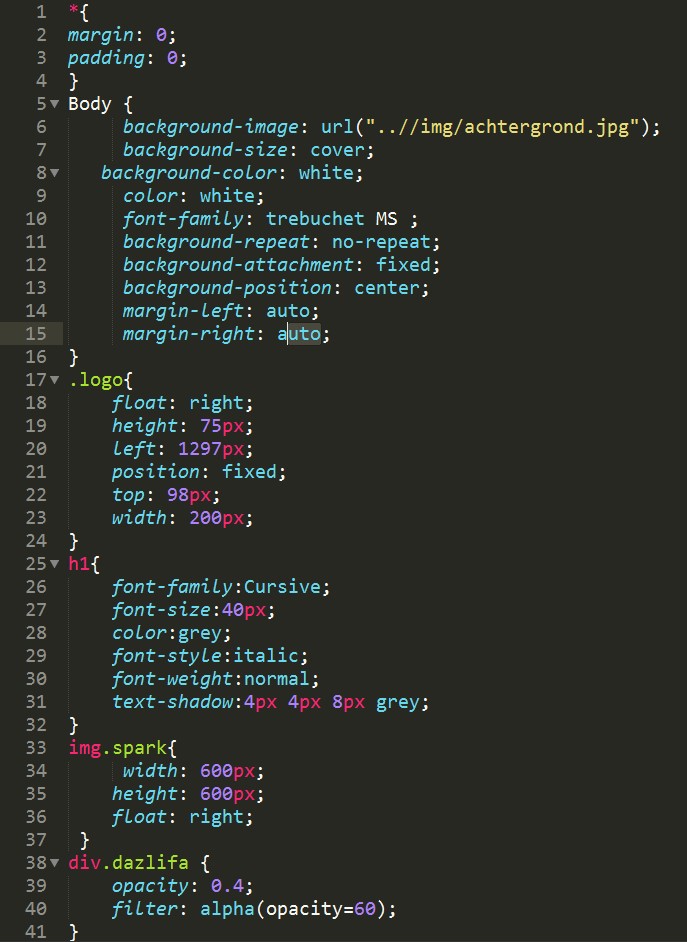 1 *{
2 margin: 0;
3 padding: 0;
4 }
5 Body {
6 background-image: url("..//img/achtergrond.jpg");
7 background-size: cover;
8 background-color: white;
9 color: white;
10 font-family: trebuchet MS ;
11 background-repeat: no-repeat;
12 background-attachment: fixed;
13 background-position: center;
14 margin-left: auto;
15 margin-right: auto;
16 }
17 .logo{
18 float: right;
19 height: 75px;
20 left: 1297px;
21 position: fixed;
22 top: 98px;
23 width: 200px;
24 }
25 h1{
26 font-family:Cursive;
27 font-size:40px;
28 color:grey;
29 font-style:italic;
30 font-weight:normal;
31 text-shadow:4px 4px 8px grey;
32 }
33 img.spark{
34 width: 600px;
35 height: 600px;
36 float: right;
37 }
38 div.dazlifa {
39 opacity: 0.4;
40 filter: alpha(opacity=60);
41 }